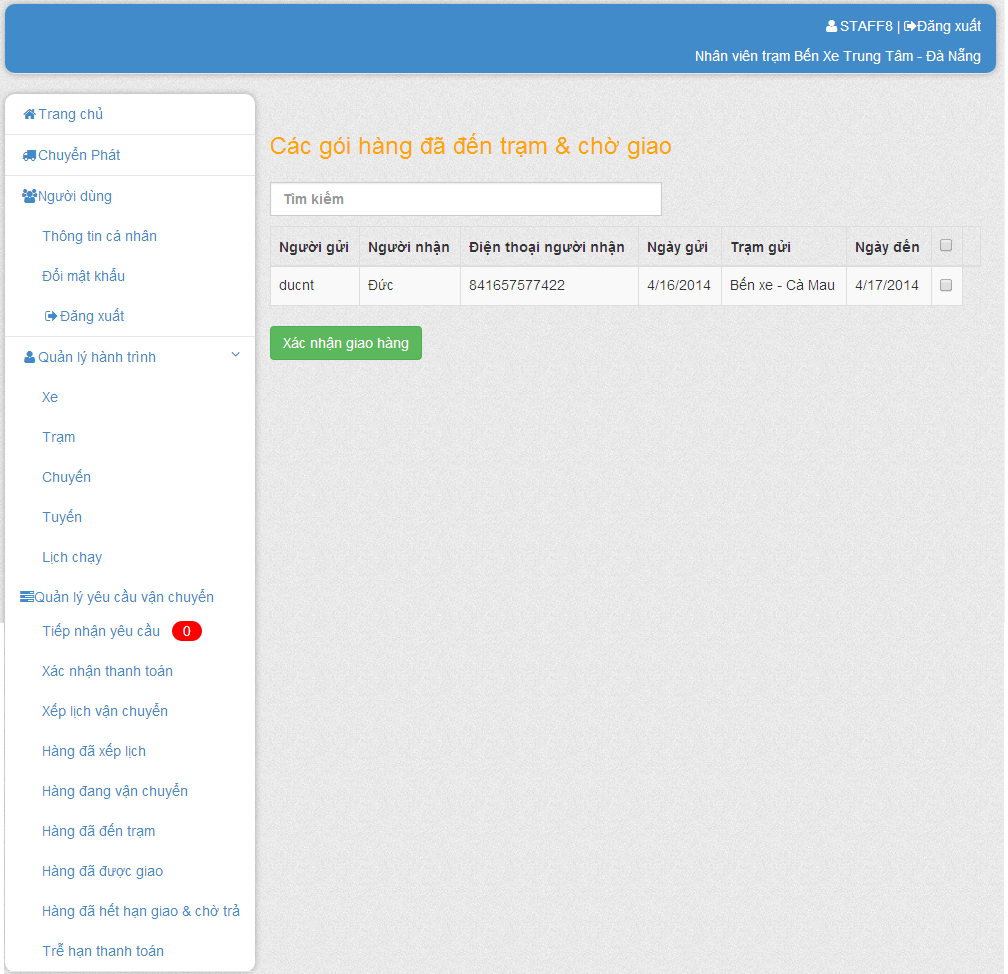 STAFF8 | Đăng xuất
Nhân viên trạm Bến Xe Trung Tâm - Đà Nẵng
Trang chủ
Chuyển Phát
Người dùng
Thông tin cá nhân
Đổi mật khẩu
Đăng xuất
Quản lý hành trình
Xe
Trạm
Chuyến
Tuyến
Lịch chạy
Quản lý yêu cầu vận chuyển
Tiếp nhận yêu cầu 0
Xác nhận thanh toán
Xếp lịch vận chuyển
Hàng đã xếp lịch
Hàng đang vận chuyển
Hàng đã đến trạm
Hàng đã được giao
Hàng đã hết hạn giao & chờ trả
Trễ hạn thanh toán
Các gói hàng đã đến trạm & chờ giao
Tìm kiếm
Người gửi Người nhận Điện thoại người nhận Ngày gửi Trạm gửi Ngày đến
ducnt Đức 841657577422 4/16/2014 Bến xe - Cà Mau 4/17/2014
Xác nhận giao hàng